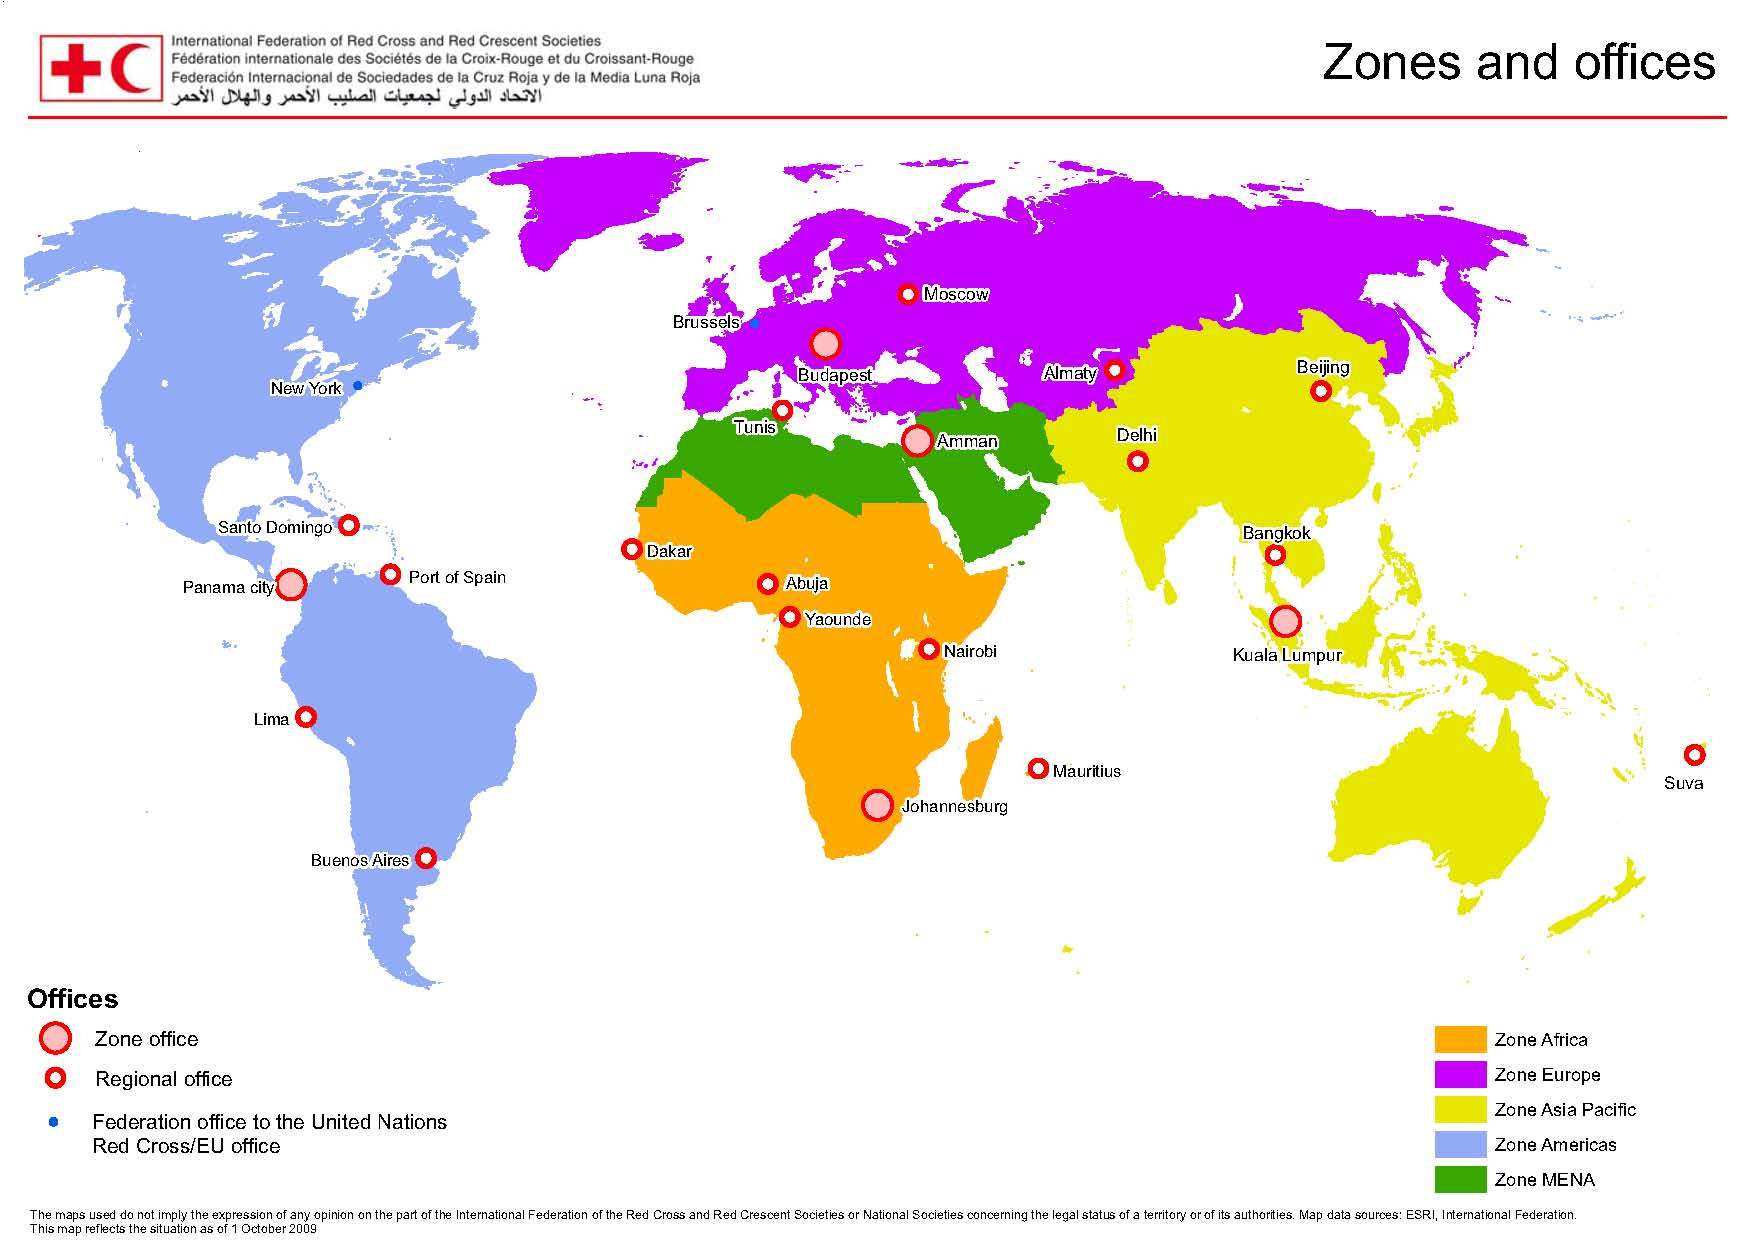 International Federation of Red Cross and Red Crescent Societies
Fédération internationale des Sociétés de la Croix-Rouge et du Croissant-Rouge
Federación Internacional de Sociedades de la Cruz Roja y de la Media Luna Roja
الاتحاد الدولي لجمعيات الصليب الأحمر والهلال الأحمر
Zones and offices
Moscow
Brussels
Budapest
Almaty
Beijing
New York
Tunis
Amman
Delhi
Santo Domingo
Dakar
Bangkok
Panama city
Port of Spain
Abuja
Yaounde
Nairobi
Kuala Lumpur
Lima
Mauritius
Suva
Johannesburg
Buenos Aires
Offices
Zone office
Regional office
Federation office to the United Nations
Red Cross/EU office
Zone Africa
Zone Europe
Zone Asia Pacific
Zone Americas
Zone MENA
The maps used do not imply the expression of any opinion on the part of the International Federation of the Red Cross and Red Crescent Societies or National Societies concerning the legal status of a territory or of its authorities. Map data sources: ESRI, International Federation.
This map reflects the situation as of 1 October 2009